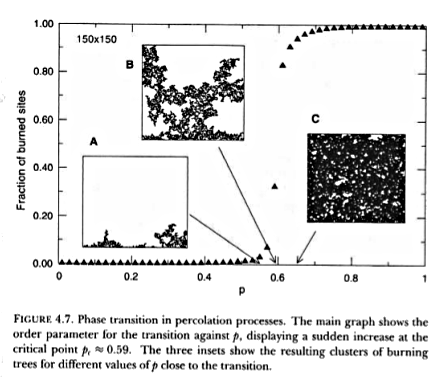 1.00
150x150
B
0.80
C
0.60
A
0.40
0.20
0.00
Fraction of burned sites
0 0.2 0.4 0.6 0.8 1
p
FIGURE 4.7. Phase transition in percolation processes. The main graph shows the
order parameter for the transition against p, displaying a sudden increase at the
critical point pₜ ≈ 0.59. The three insets show the resulting clusters of burning
trees for different values of p close to the transition.